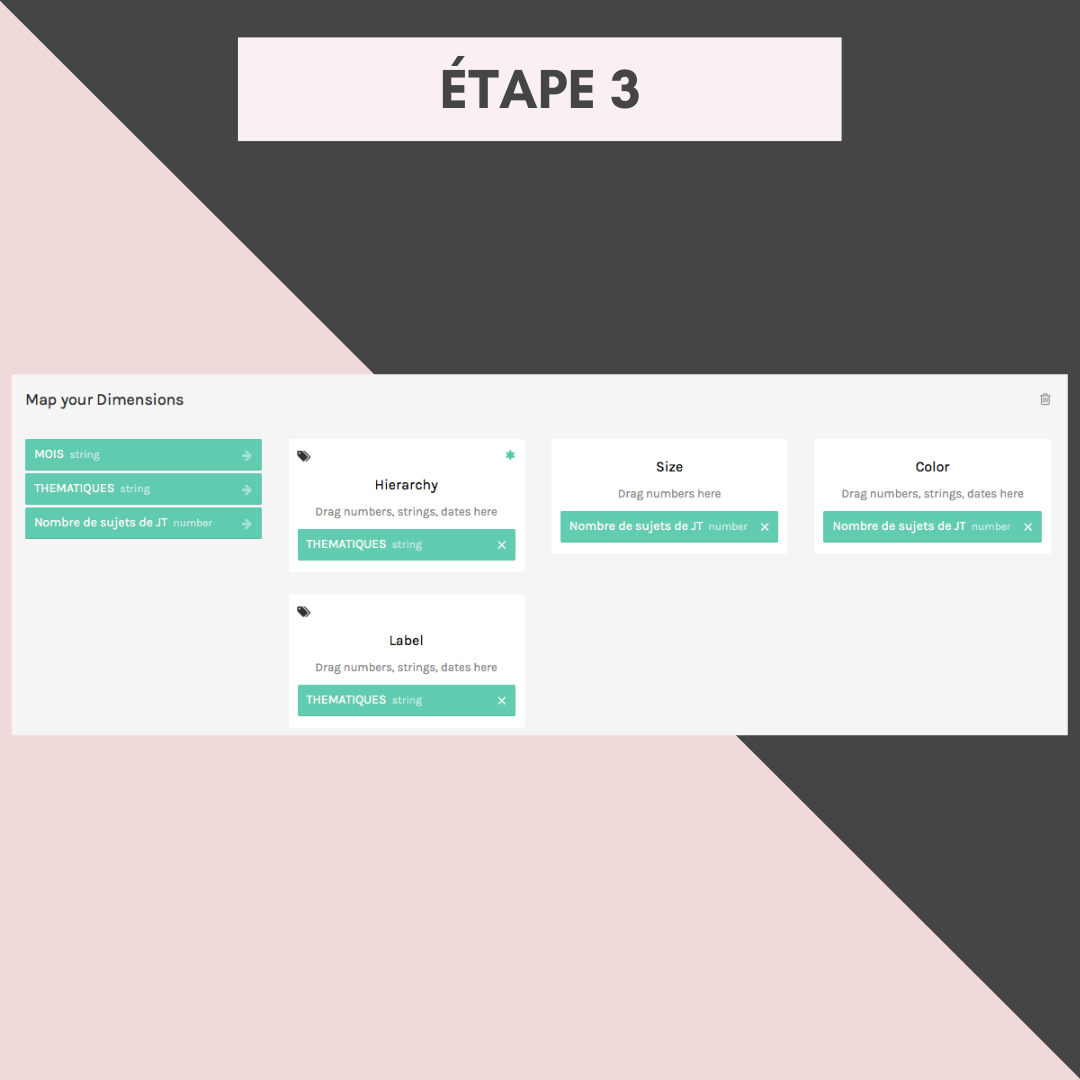 ÉTAPE 3
Map your Dimensions
MOIS string
THEMATIQUES string
Nombre de sujets de JT number
Hierarchy
Drag numbers, strings, dates here
THEMATIQUES string
Label
Drag numbers, strings, dates here
THEMATIQUES string
Size
Drag numbers here
Nombre de sujets de JT number
Color
Drag numbers, strings, dates here
Nombre de sujets de JT number